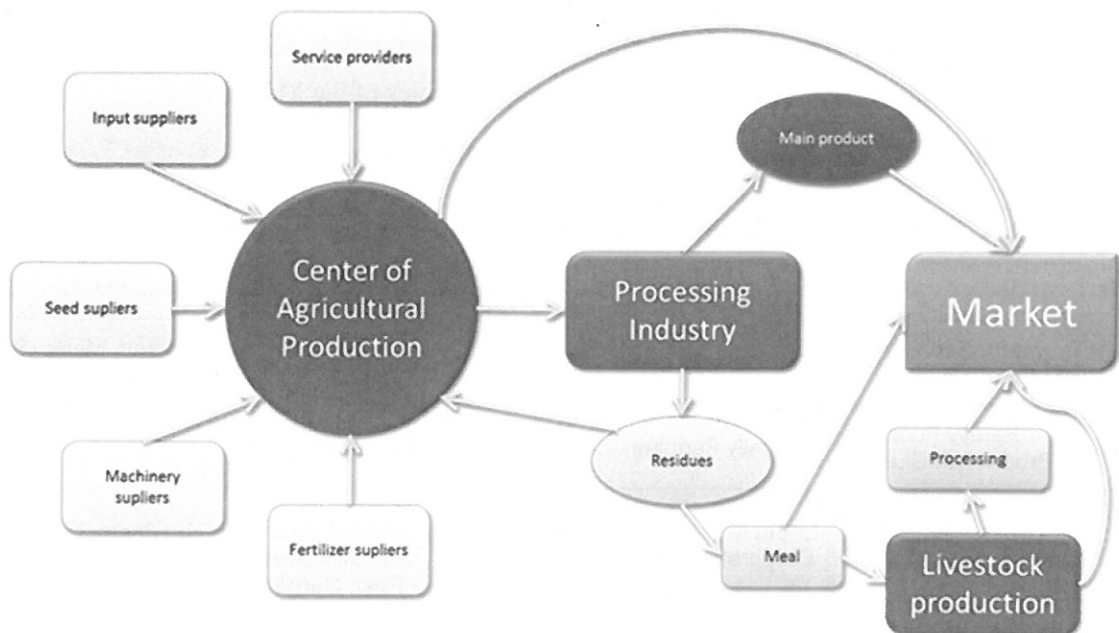 Service providers
Input suppliers
Main product
Center of
Agricultural
Production
Processing
Industry
Market
Seed supliers
Machinery
supliers
Fertilizer supliers
Residues
Processing
Meal
Livestock
production